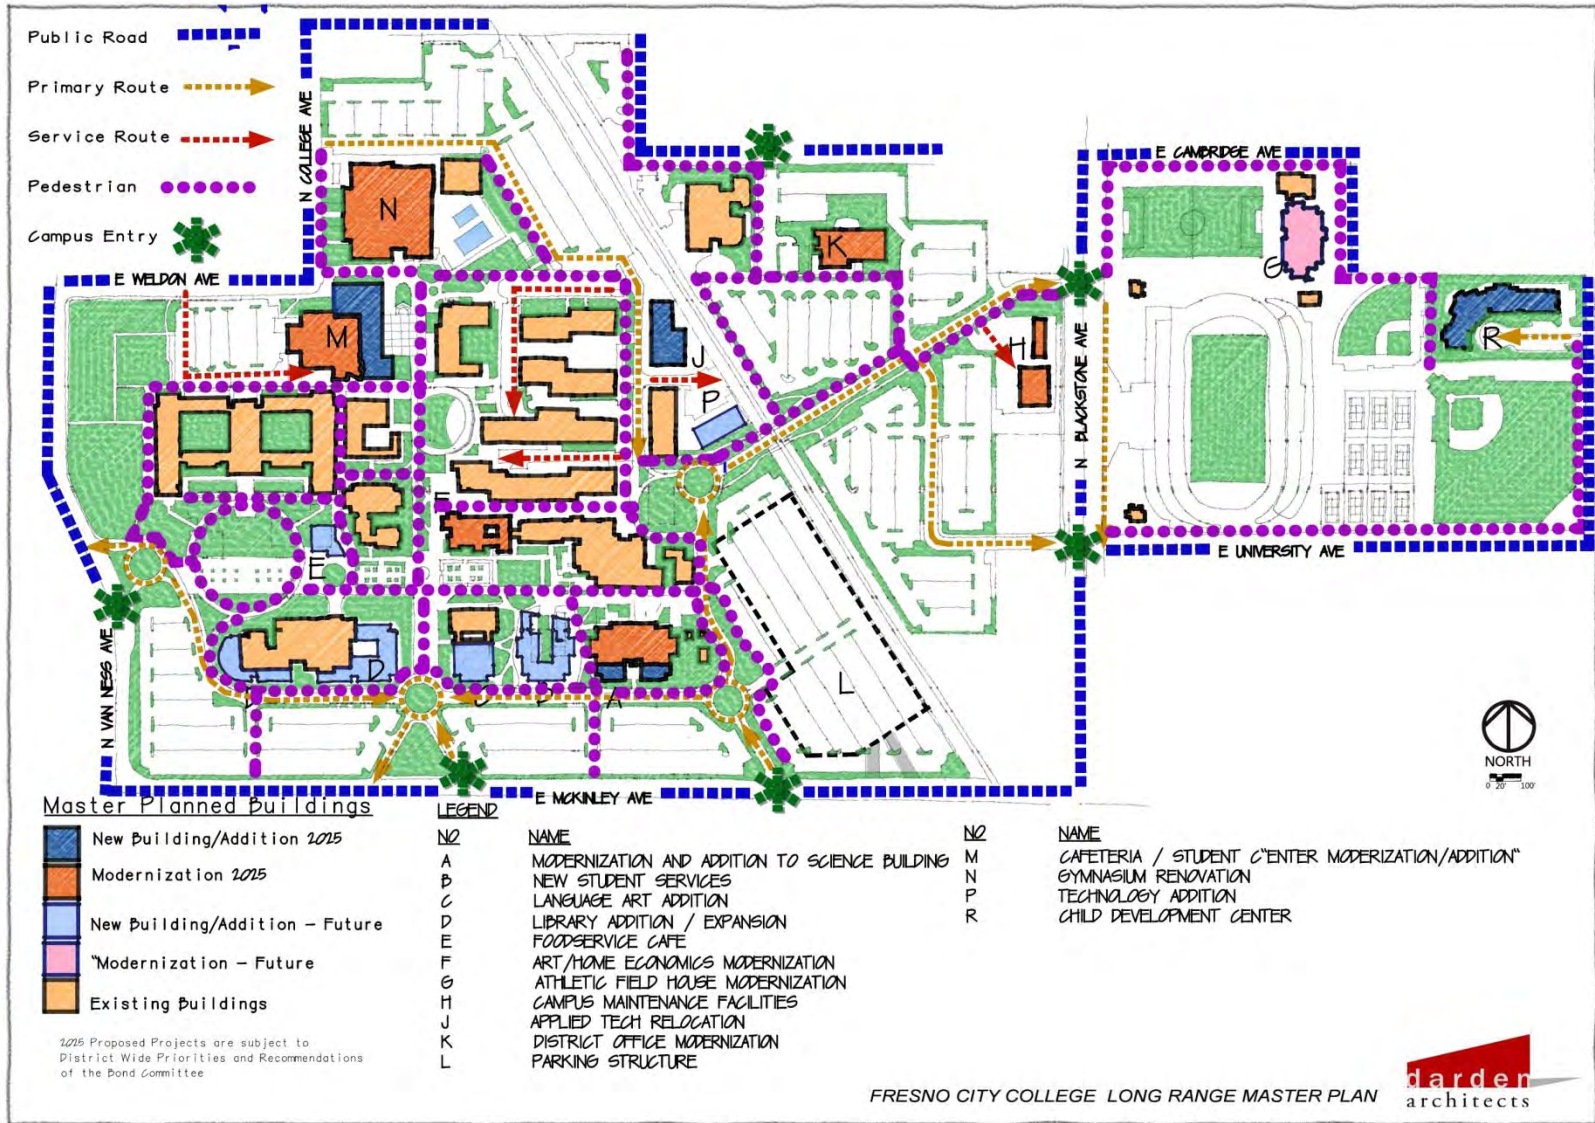 Public Road
Primary Route
Service Route
Pedestrian
Campus Entry
N COLLEGE AVE
E WELDON AVE
E CAMBRIDGE AVE
N BLACKSTONE AVE
E UNIVERSITY AVE
N VAN NESS AVE
E MCKINLEY AVE
N
K
G
M
J
H
R
P
F
E
D
L
D
C
B
A
NORTH
0 20' 100'
Master Planned Buildings
New Building/Addition 2025
Modernization 2025
New Building/Addition – Future
"Modernization – Future
Existing Buildings
2025 Proposed Projects are subject to
District Wide Priorities and Recommendations
of the Bond Committee
LEGEND
NO NAME
A MODERNIZATION AND ADDITION TO SCIENCE BUILDING
B NEW STUDENT SERVICES
C LANGUAGE ART ADDITION
D LIBRARY ADDITION / EXPANSION
E FOODSERVICE CAFE
F ART/HOME ECONOMICS MODERNIZATION
G ATHLETIC FIELD HOUSE MODERNIZATION
H CAMPUS MAINTENANCE FACILITIES
J APPLIED TECH RELOCATION
K DISTRICT OFFICE MODERNIZATION
L PARKING STRUCTURE
NO NAME
M CAFETERIA / STUDENT C"ENTER MODERIZATION/ADDITION"
N GYMNASIUM RENOVATION
P TECHNOLOGY ADDITION
R CHILD DEVELOPMENT CENTER
FRESNO CITY COLLEGE LONG RANGE MASTER PLAN
darden
architects